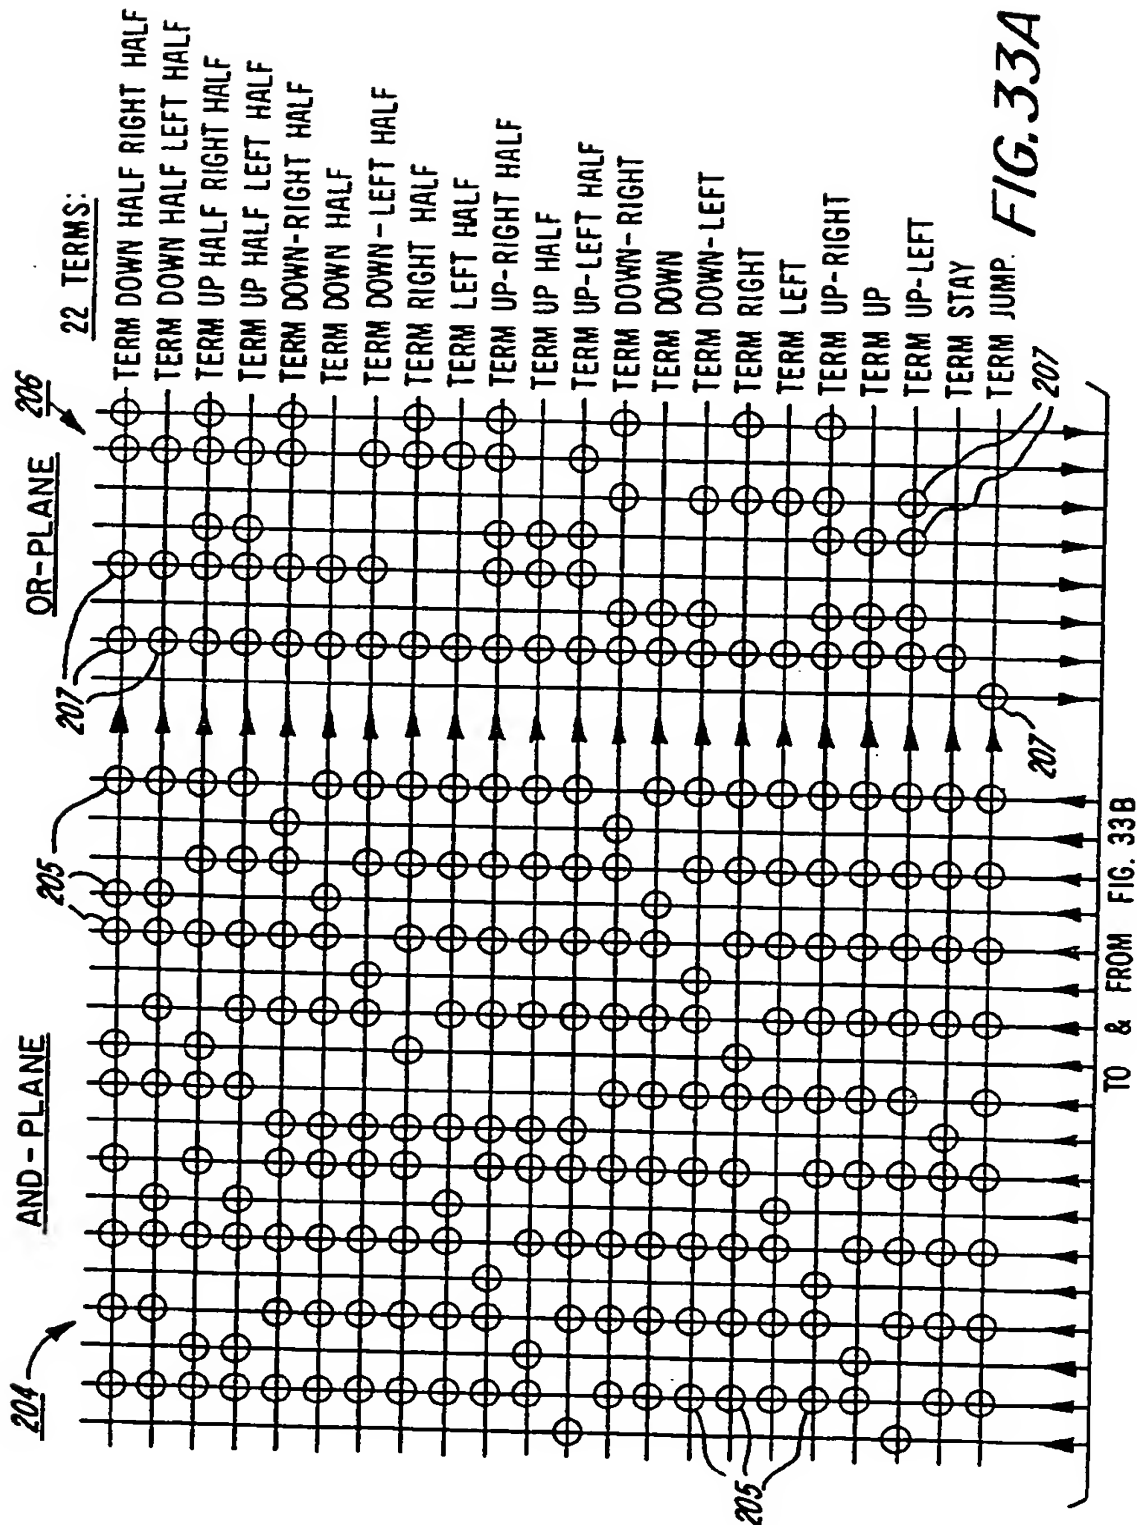 22 TERMS:
TERM DOWN HALF RIGHT HALF
TERM DOWN HALF LEFT HALF
TERM UP HALF RIGHT HALF
TERM UP HALF LEFT HALF
TERM DOWN-RIGHT HALF
TERM DOWN HALF
TERM DOWN-LEFT HALF
TERM RIGHT HALF
TERM LEFT HALF
TERM UP-RIGHT HALF
TERM UP HALF
TERM UP-LEFT HALF
TERM DOWN-RIGHT
TERM DOWN
TERM DOWN-LEFT
TERM RIGHT
TERM LEFT
TERM UP-RIGHT
TERM UP
TERM UP-LEFT
TERM STAY
TERM JUMP.
206
OR-PLANE
207
207
207
205
205
AND-PLANE
204
TO & FROM FIG. 33B
FIG. 33A